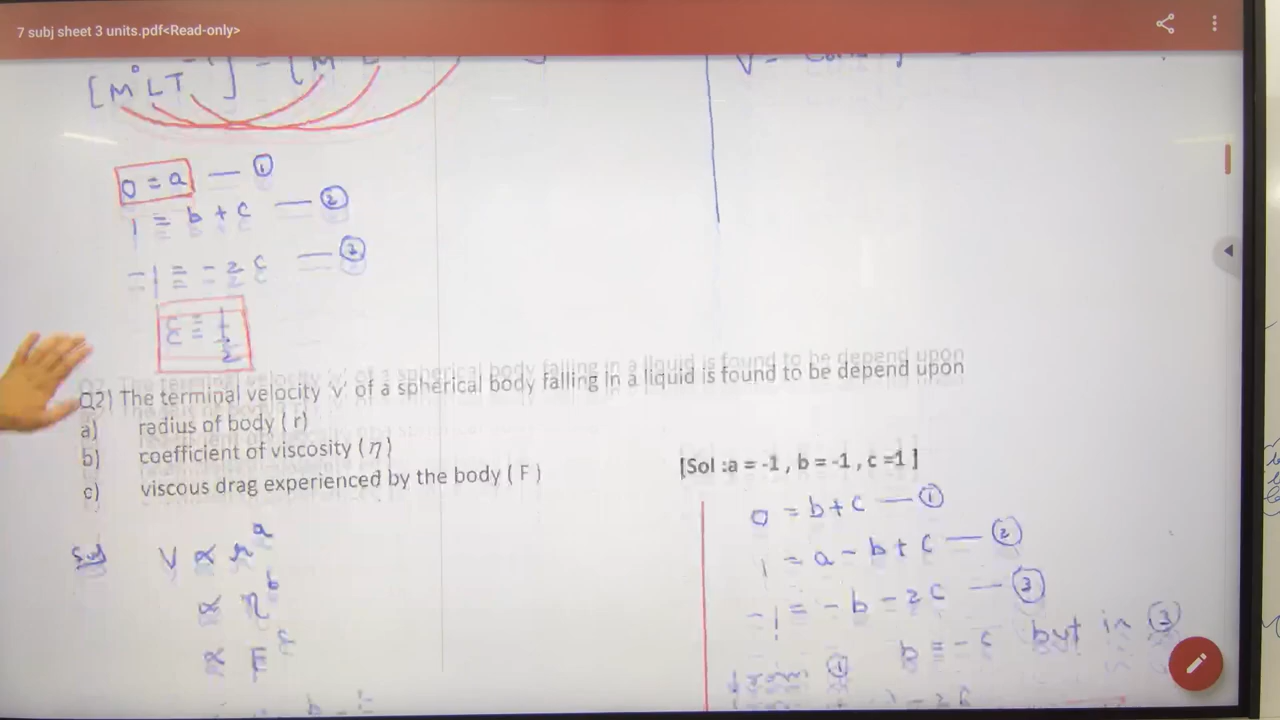 7 subj sheet 3 units.pdf<Read-only>
[M⁰ L T⁻¹] = [M
0 = a — ①
1 = b + c — ②
-1 = -2c — ③
c = 1/2
Q2) The terminal velocity 'v' of a spherical body falling in a liquid is found to be depend upon
a) radius of body ( r)
b) coefficient of viscosity ( η )
c) viscous drag experienced by the body ( F )
[Sol :a = -1 , b = -1 , c =1 ]
Sol V ∝ r^a
∝ η^b
∝ F^c
0 = b+c — ①
1 = a - b + c — ②
-1 = -b - 2c — ③
from ① b = -c but in ③